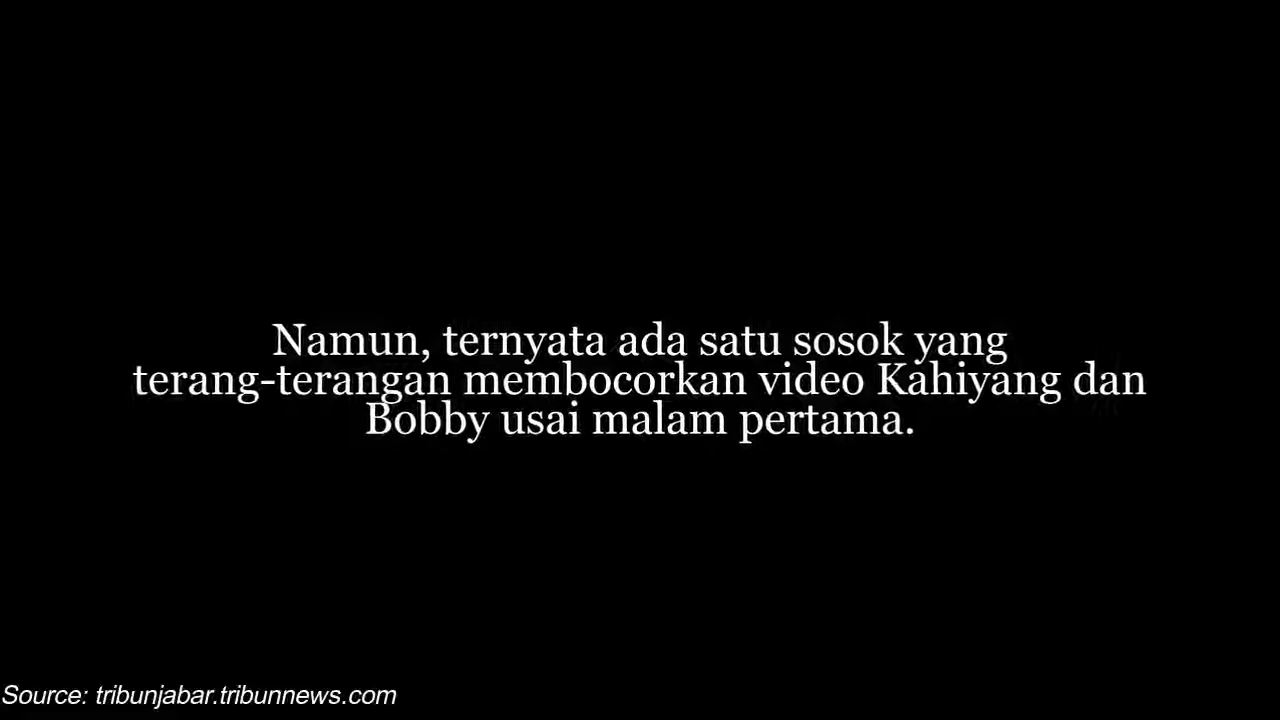 Namun, ternyata ada satu sosok yang
terang-terangan membocorkan video Kahiyang dan
Bobby usai malam pertama.
Source: tribunjabar.tribunnews.com